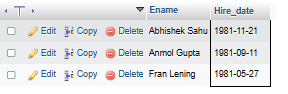 Ename Hire_date
Edit Copy Delete Abhishek Sahu 1981-11-21
Edit Copy Delete Anmol Gupta 1981-09-11
Edit Copy Delete Fran Lening 1981-05-27